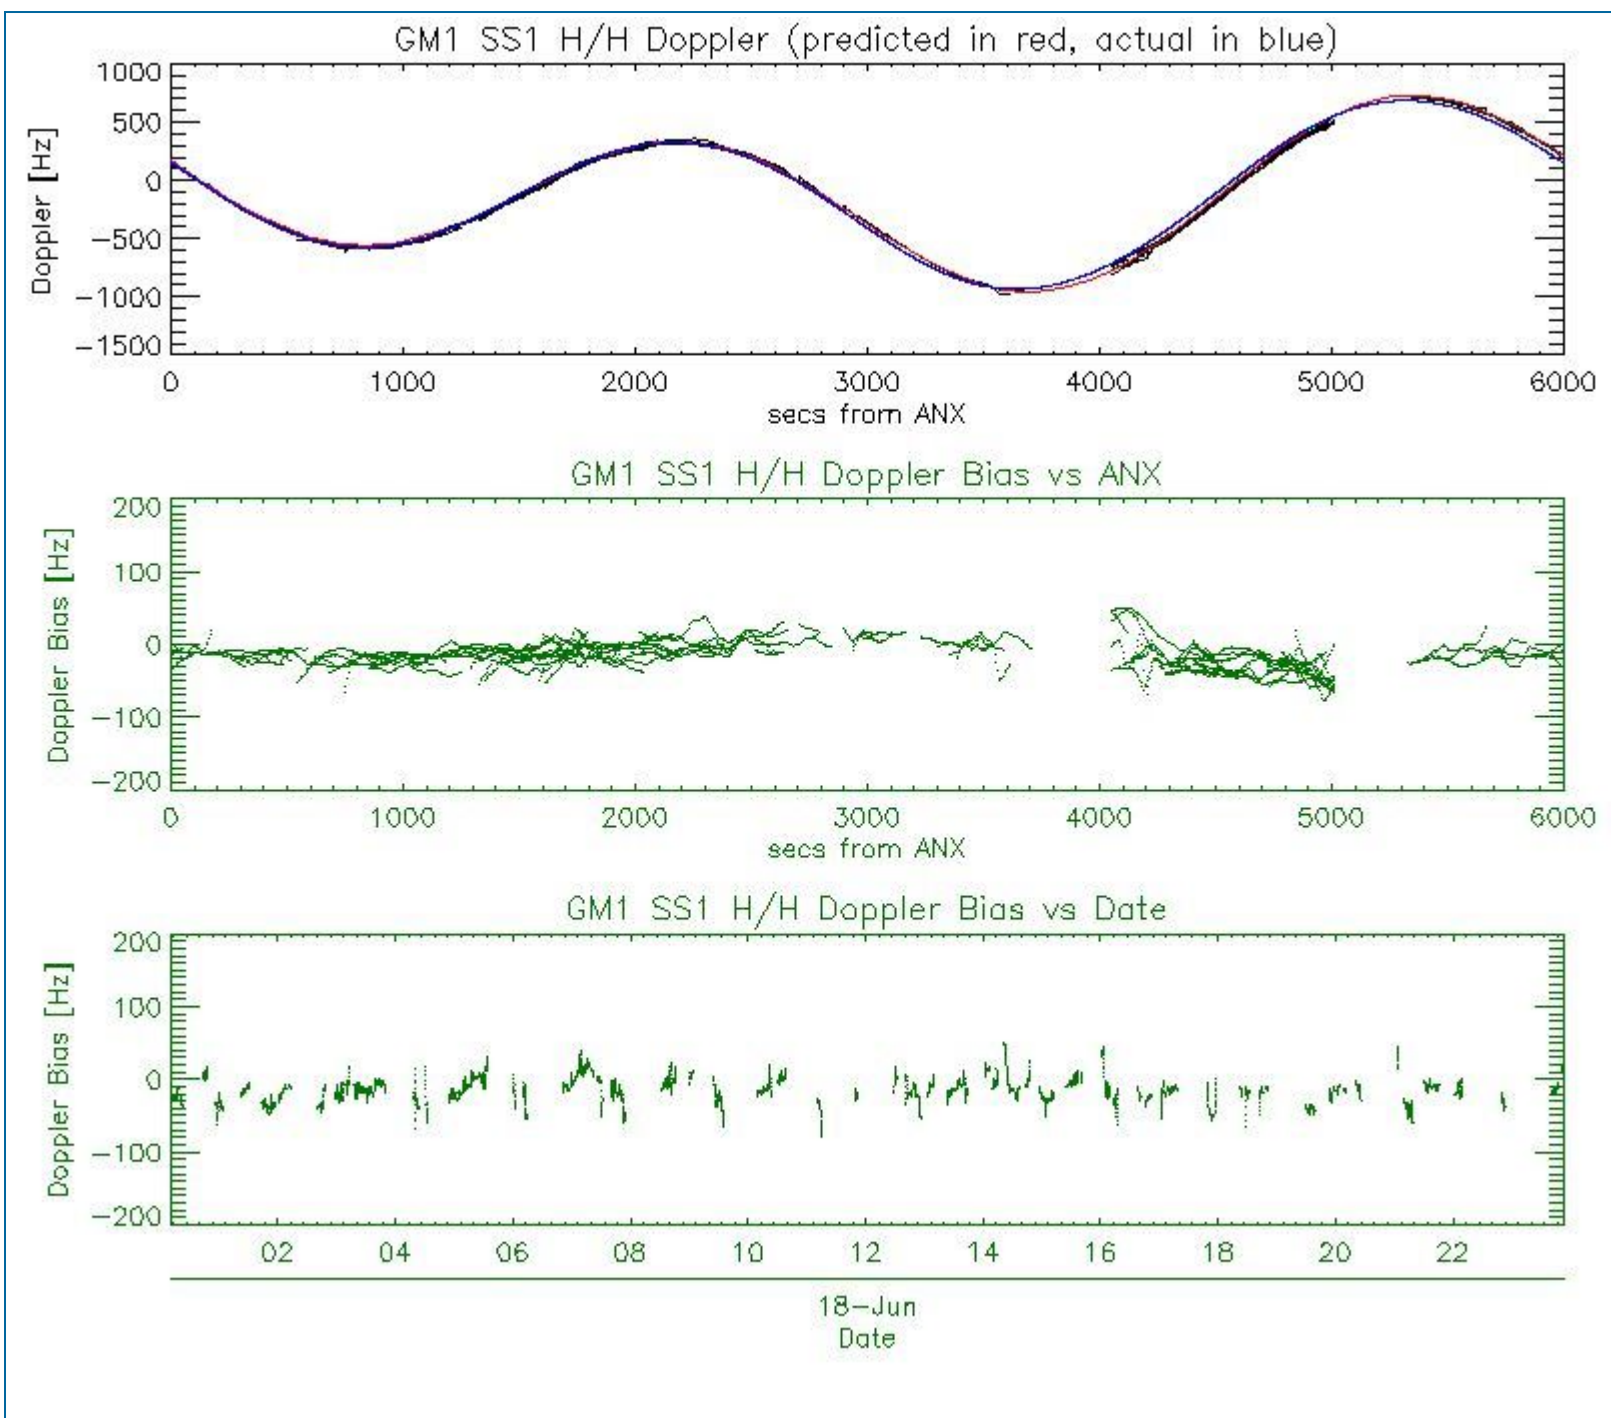 GM1 SS1 H/H Doppler (predicted in red, actual in blue)
Doppler [Hz]
1000
500
0
−500
−1000
−1500
0 1000 2000 3000 4000 5000 6000
secs from ANX
GM1 SS1 H/H Doppler Bias vs ANX
Doppler Bias [Hz]
200
100
0
−100
−200
0 1000 2000 3000 4000 5000 6000
secs from ANX
GM1 SS1 H/H Doppler Bias vs Date
Doppler Bias [Hz]
200
100
0
−100
−200
02 04 06 08 10 12 14 16 18 20 22
18−Jun
Date